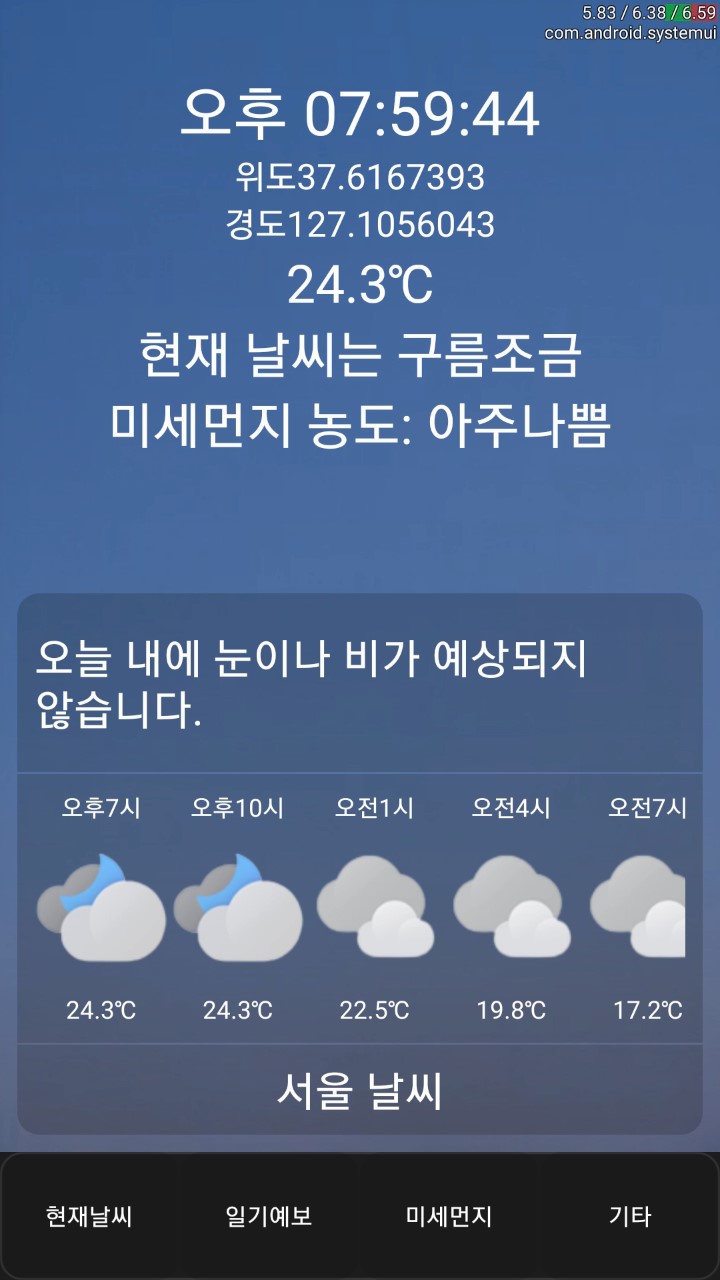 5.83 / 6.38 / 6.59
com.android.systemui
오후 07:59:44
위도37.6167393
경도127.1056043
24.3℃
현재 날씨는 구름조금
미세먼지 농도: 아주나쁨
오늘 내에 눈이나 비가 예상되지
않습니다.
오후7시 오후10시 오전1시 오전4시 오전7시
24.3℃ 24.3℃ 22.5℃ 19.8℃ 17.2℃
서울 날씨
현재날씨 일기예보 미세먼지 기타